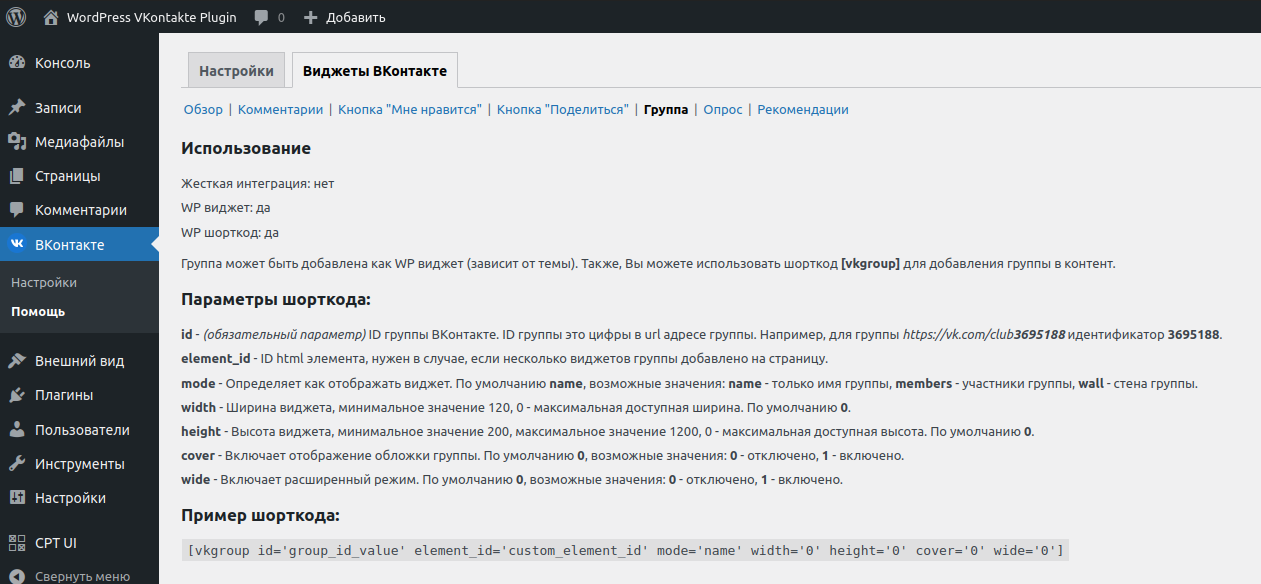 WordPress VKontakte Plugin 0 Добавить
Консоль
Записи
Медиафайлы
Страницы
Комментарии
ВКонтакте
Настройки
Помощь
Внешний вид
Плагины
Пользователи
Инструменты
Настройки
CPT UI
Свернуть меню
Настройки Виджеты ВКонтакте
Обзор | Комментарии | Кнопка "Мне нравится" | Кнопка "Поделиться" | Группа | Опрос | Рекомендации
Использование
Жесткая интеграция: нет
WP виджет: да
WP шорткод: да
Группа может быть добавлена как WP виджет (зависит от темы). Также, Вы можете использовать шорткод [vkgroup] для добавления группы в контент.
Параметры шорткода:
id - (обязательный параметр) ID группы ВКонтакте. ID группы это цифры в url адресе группы. Например, для группы https://vk.com/club3695188 идентификатор 3695188.
element_id - ID html элемента, нужен в случае, если несколько виджетов группы добавлено на страницу.
mode - Определяет как отображать виджет. По умолчанию name, возможные значения: name - только имя группы, members - участники группы, wall - стена группы.
width - Ширина виджета, минимальное значение 120, 0 - максимальная доступная ширина. По умолчанию 0.
height - Высота виджета, минимальное значение 200, максимальное значение 1200, 0 - максимальная доступная высота. По умолчанию 0.
cover - Включает отображение обложки группы. По умолчанию 0, возможные значения: 0 - отключено, 1 - включено.
wide - Включает расширенный режим. По умолчанию 0, возможные значения: 0 - отключено, 1 - включено.
Пример шорткода:
[vkgroup id='group_id_value' element_id='custom_element_id' mode='name' width='0' height='0' cover='0' wide='0']